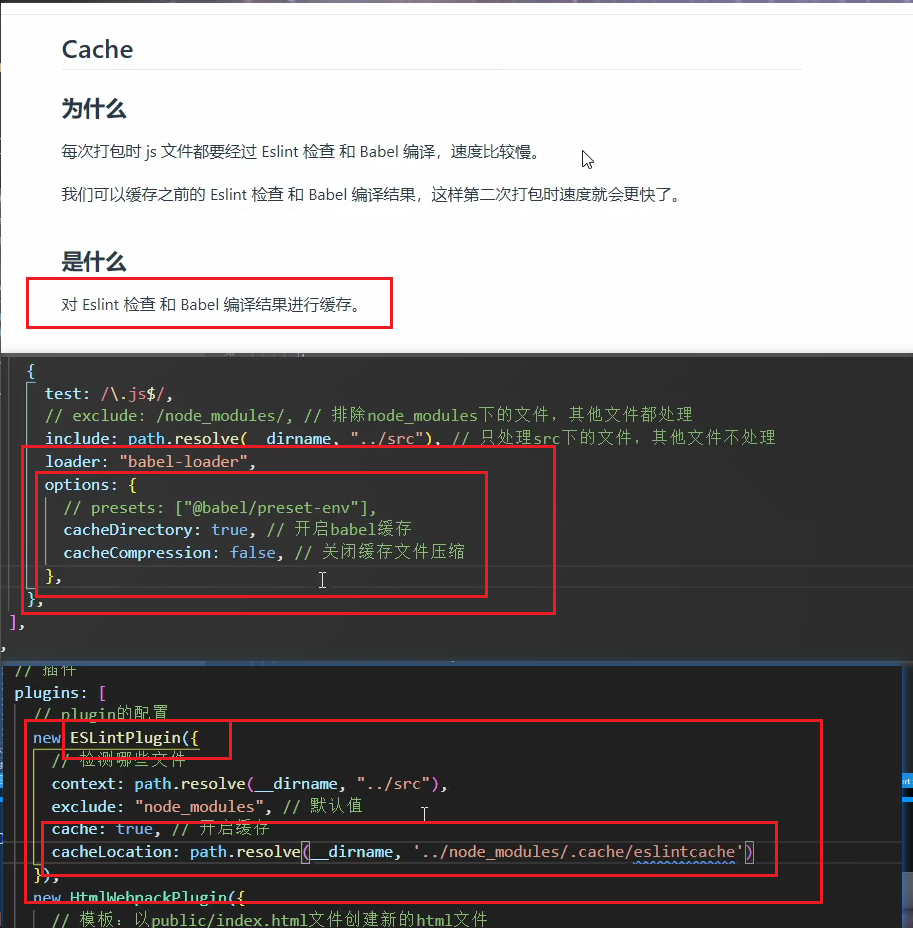 Cache
为什么
每次打包时 js 文件都要经过 Eslint 检查 和 Babel 编译，速度比较慢。
我们可以缓存之前的 Eslint 检查 和 Babel 编译结果，这样第二次打包时速度就会更快了。
是什么
对 Eslint 检查 和 Babel 编译结果进行缓存。
{
test: /\.js$/,
// exclude: /node_modules/, // 排除node_modules下的文件，其他文件都处理
include: path.resolve(__dirname, "../src"), // 只处理src下的文件，其他文件不处理
loader: "babel-loader",
options: {
// presets: ["@babel/preset-env"],
cacheDirectory: true, // 开启babel缓存
cacheCompression: false, // 关闭缓存文件压缩
},
},
],
,
// 插件
plugins: [
// plugin的配置
new ESLintPlugin({
// 检测哪些文件
context: path.resolve(__dirname, "../src"),
exclude: "node_modules", // 默认值
cache: true, // 开启缓存
cacheLocation: path.resolve(__dirname, '../node_modules/.cache/eslintcache')
}),
new HtmlWebpackPlugin({
// 模板：以public/index.html文件创建新的html文件